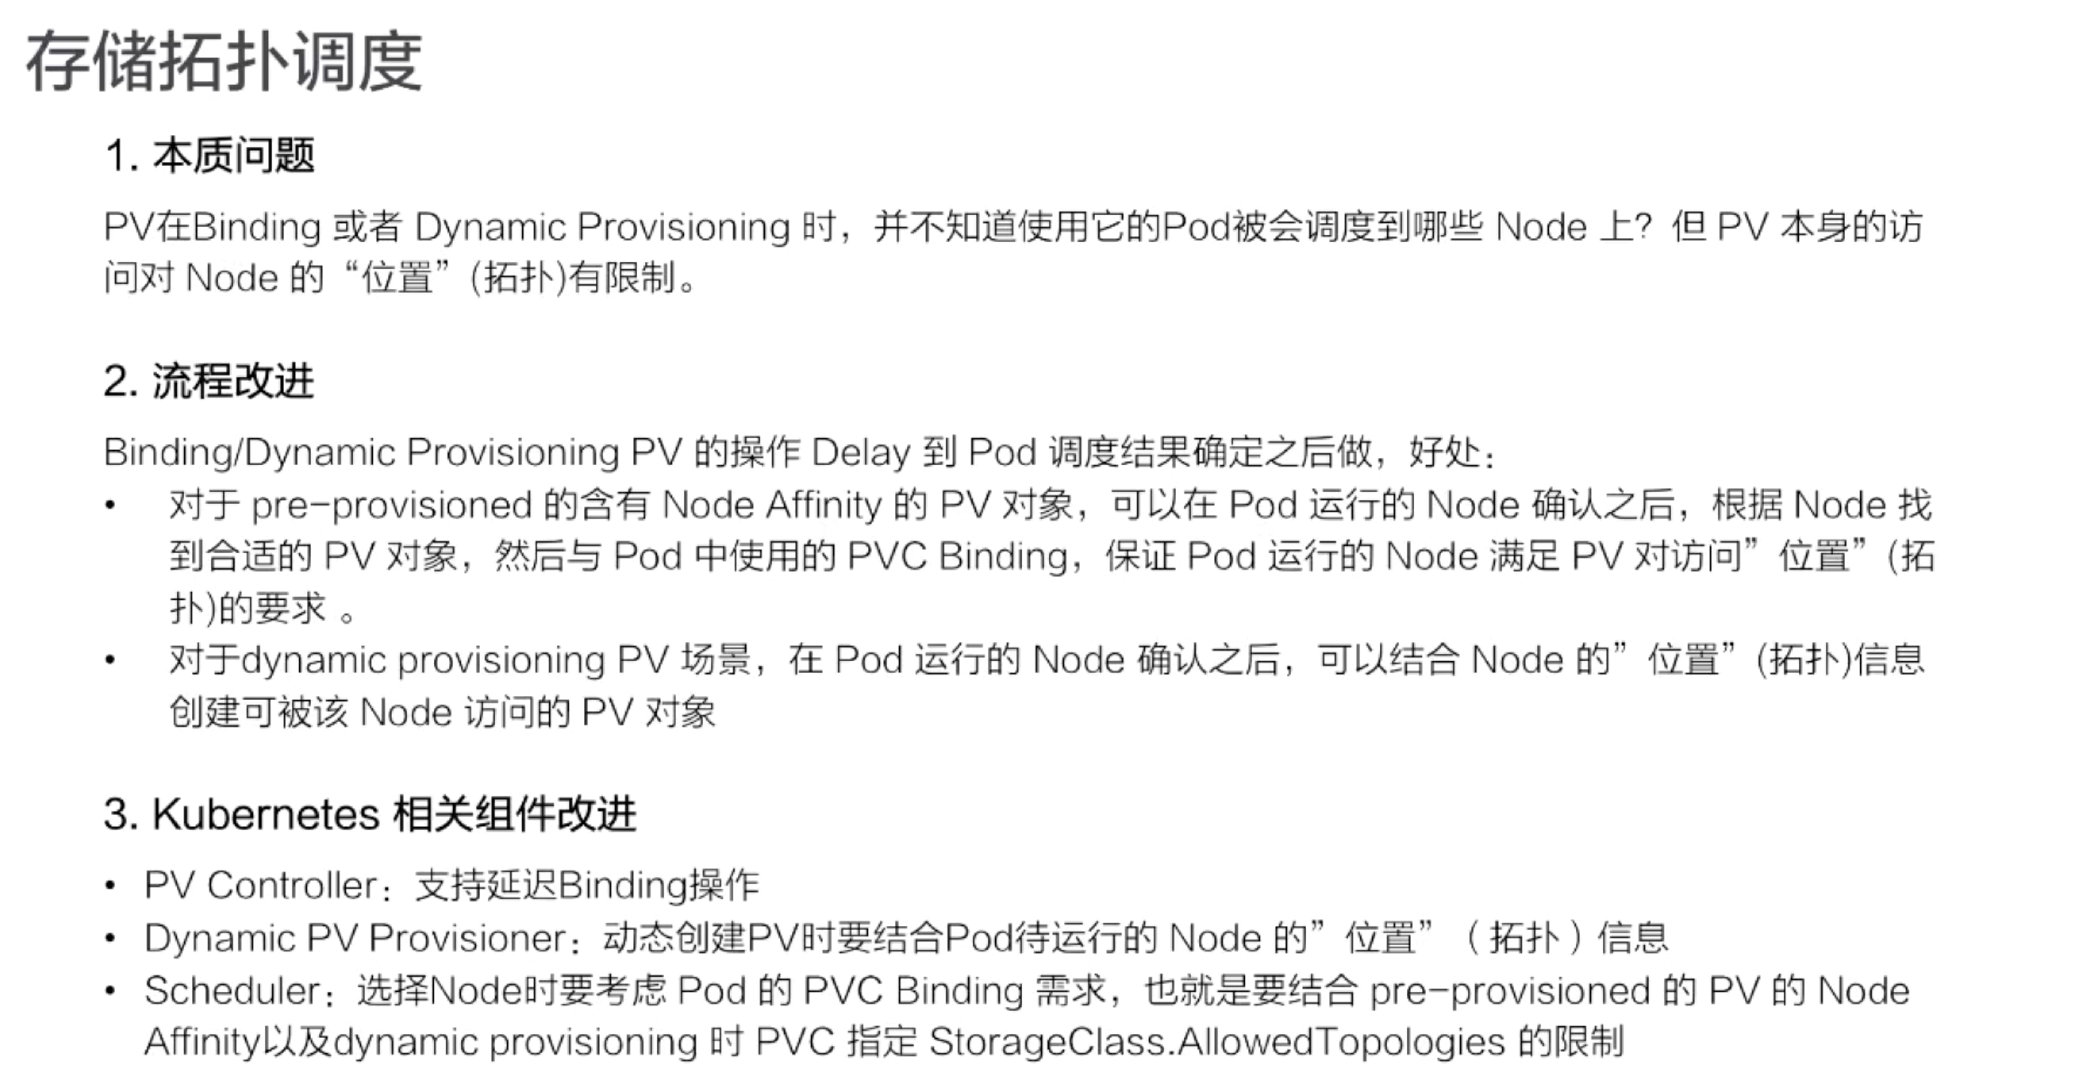 存储拓扑调度
1. 本质问题
PV在Binding 或者 Dynamic Provisioning 时，并不知道使用它的Pod被会调度到哪些 Node 上？但 PV 本身的访
问对 Node 的“位置”(拓扑)有限制。
2. 流程改进
Binding/Dynamic Provisioning PV 的操作 Delay 到 Pod 调度结果确定之后做，好处：
• 对于 pre-provisioned 的含有 Node Affinity 的 PV 对象，可以在 Pod 运行的 Node 确认之后，根据 Node 找
到合适的 PV 对象，然后与 Pod 中使用的 PVC Binding，保证 Pod 运行的 Node 满足 PV 对访问”位置”(拓
扑)的要求 。
• 对于dynamic provisioning PV 场景，在 Pod 运行的 Node 确认之后，可以结合 Node 的”位置”(拓扑)信息
创建可被该 Node 访问的 PV 对象
3. Kubernetes 相关组件改进
• PV Controller：支持延迟Binding操作
• Dynamic PV Provisioner：动态创建PV时要结合Pod待运行的 Node 的”位置”（拓扑）信息
• Scheduler：选择Node时要考虑 Pod 的 PVC Binding 需求，也就是要结合 pre-provisioned 的 PV 的 Node
Affinity以及dynamic provisioning 时 PVC 指定 StorageClass.AllowedTopologies 的限制